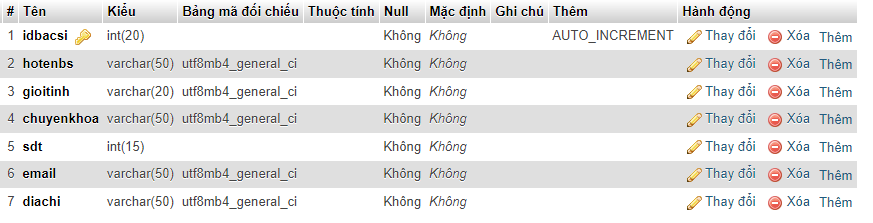 # Tên Kiểu Bảng mã đối chiếu Thuộc tính Null Mặc định Ghi chú Thêm Hành động
1 idbacsi int(20) Không Không AUTO_INCREMENT Thay đổi Xóa Thêm
2 hotenbs varchar(50) utf8mb4_general_ci Không Không Thay đổi Xóa Thêm
3 gioitinh varchar(20) utf8mb4_general_ci Không Không Thay đổi Xóa Thêm
4 chuyenkhoa varchar(50) utf8mb4_general_ci Không Không Thay đổi Xóa Thêm
5 sdt int(15) Không Không Thay đổi Xóa Thêm
6 email varchar(50) utf8mb4_general_ci Không Không Thay đổi Xóa Thêm
7 diachi varchar(50) utf8mb4_general_ci Không Không Thay đổi Xóa Thêm